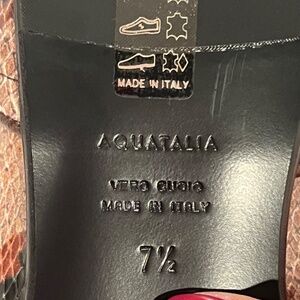 MADE IN ITALY
AQUATALIA
VERO CUOIO
MADE IN ITALY
7½